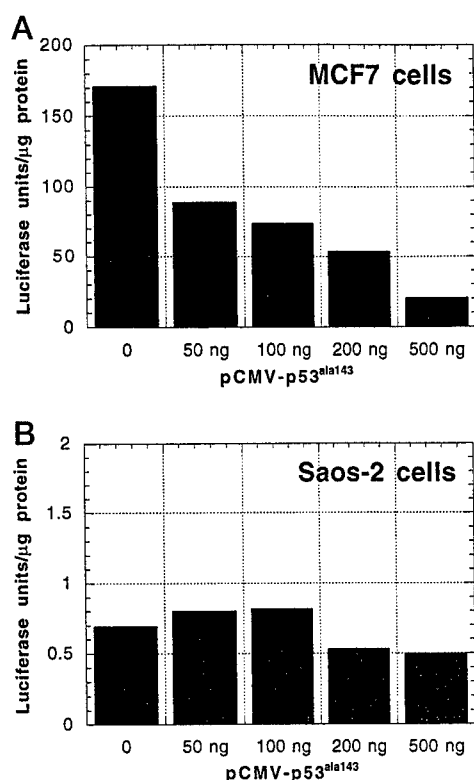 A
MCF7 cells
Luciferase units/µg protein
200
150
100
50
0
0 50 ng 100 ng 200 ng 500 ng
pCMV-p53ala143
B
Saos-2 cells
Luciferase units/µg protein
2
1.5
1
0.5
0
0 50 ng 100 ng 200 ng 500 ng
pCMV-p53ala143